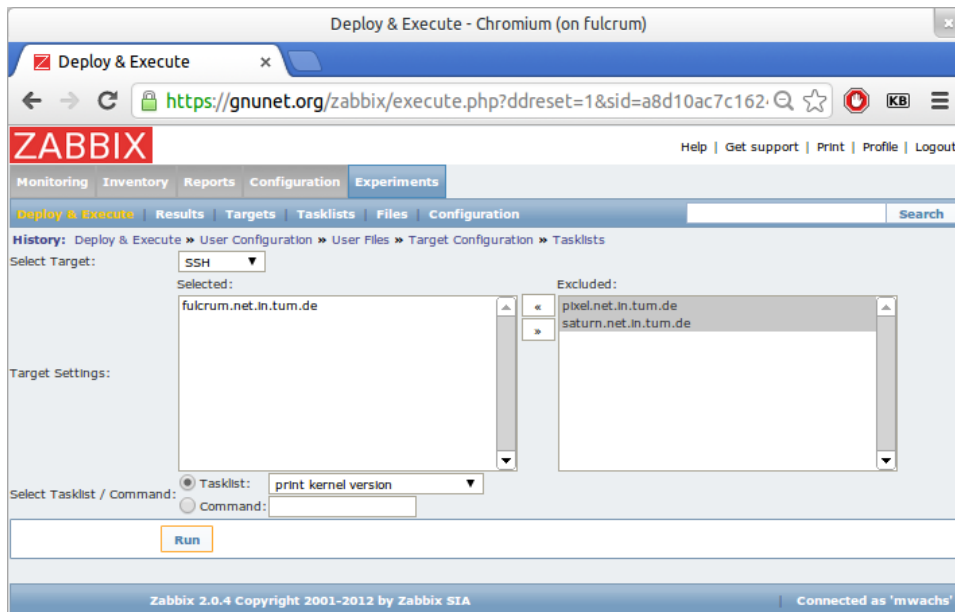 Deploy & Execute - Chromium (on fulcrum)
Deploy & Execute
https://gnunet.org/zabbix/execute.php?ddreset=1&sid=a8d10ac7c162
KB
ZABBIX
Help | Get support | Print | Profile | Logout
Monitoring Inventory Reports Configuration Experiments
Deploy & Execute | Results | Targets | Tasklists | Files | Configuration Search
History: Deploy & Execute » User Configuration » User Files » Target Configuration » Tasklists
Select Target: SSH
Selected: Excluded:
fulcrum.net.in.tum.de « pixel.net.in.tum.de
» saturn.net.in.tum.de
Target Settings:
Select Tasklist / Command: Tasklist: print kernel version
Command:
Run
Zabbix 2.0.4 Copyright 2001-2012 by Zabbix SIA | Connected as 'mwachs'